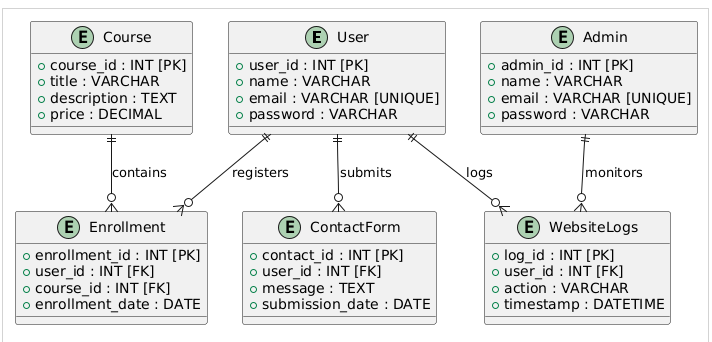 E Course
course_id : INT [PK]
title : VARCHAR
description : TEXT
price : DECIMAL
E User
user_id : INT [PK]
name : VARCHAR
email : VARCHAR [UNIQUE]
password : VARCHAR
E Admin
admin_id : INT [PK]
name : VARCHAR
email : VARCHAR [UNIQUE]
password : VARCHAR
contains
registers
submits
logs
monitors
E Enrollment
enrollment_id : INT [PK]
user_id : INT [FK]
course_id : INT [FK]
enrollment_date : DATE
E ContactForm
contact_id : INT [PK]
user_id : INT [FK]
message : TEXT
submission_date : DATE
E WebsiteLogs
log_id : INT [PK]
user_id : INT [FK]
action : VARCHAR
timestamp : DATETIME